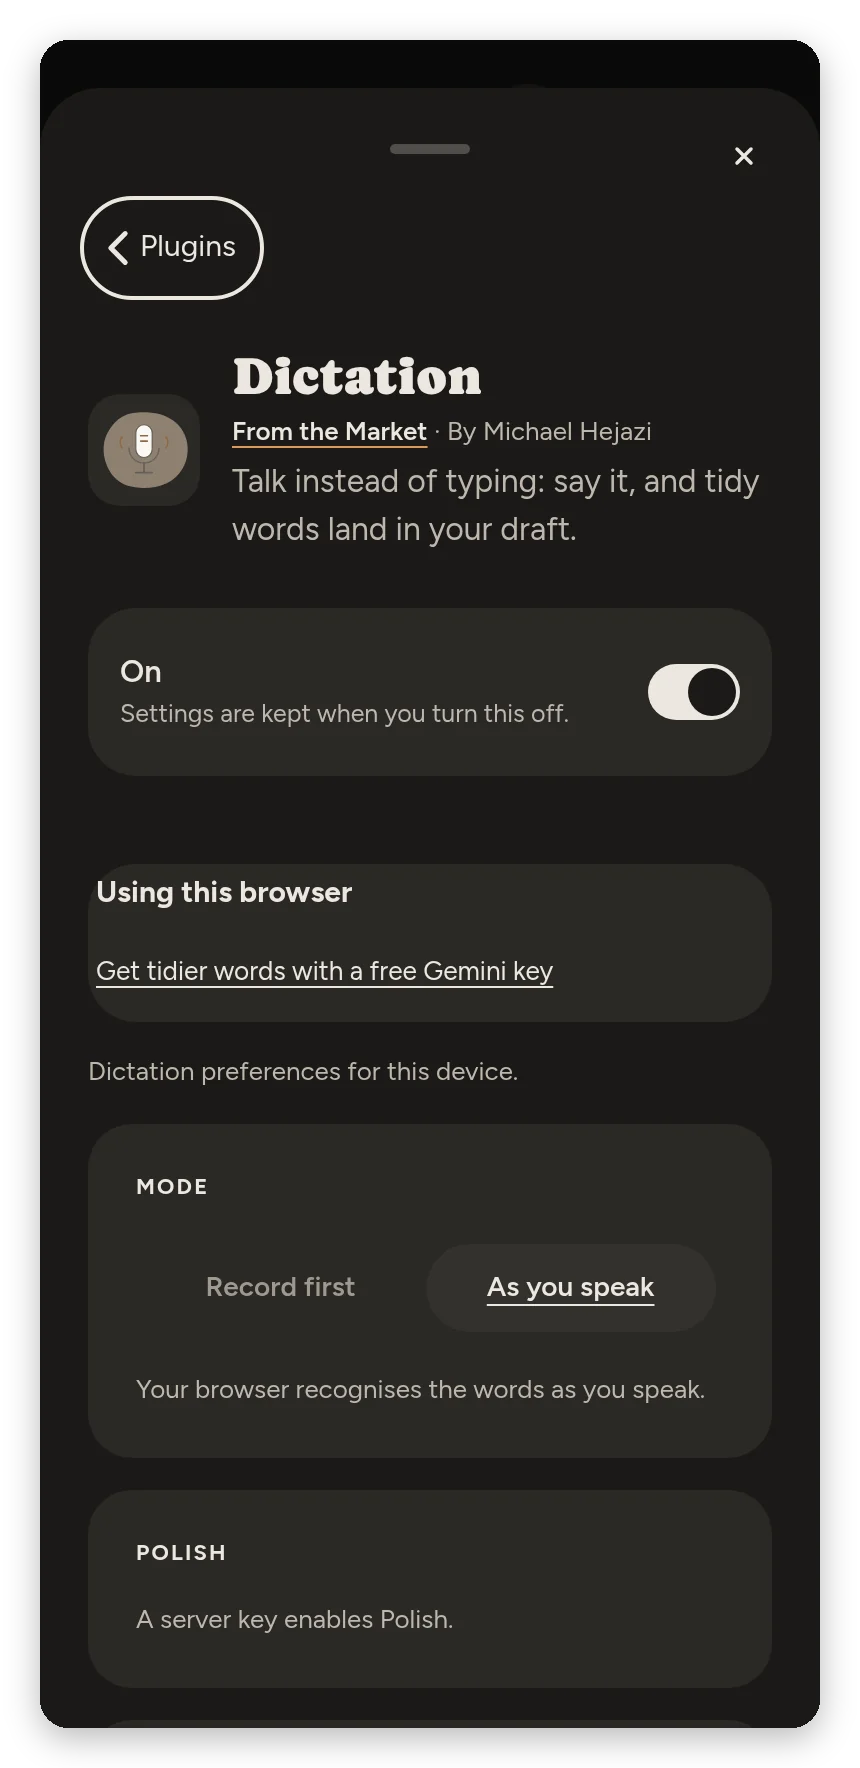 Plugins
Dictation
From the Market · By Michael Hejazi
Talk instead of typing: say it, and tidy
words land in your draft.
On
Settings are kept when you turn this off.
Using this browser
Get tidier words with a free Gemini key
Dictation preferences for this device.
MODE
Record first
As you speak
Your browser recognises the words as you speak.
POLISH
A server key enables Polish.